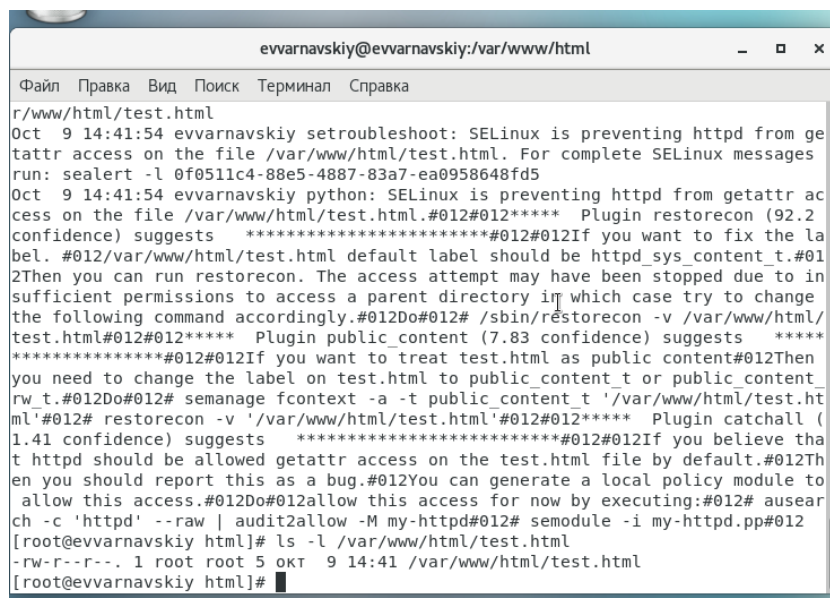 evvarnavskiy@evvarnavskiy:/var/www/html
Файл Правка Вид Поиск Терминал Справка
r/www/html/test.html
Oct  9 14:41:54 evvarnavskiy setroubleshoot: SELinux is preventing httpd from ge
tattr access on the file /var/www/html/test.html. For complete SELinux messages
run: sealert -l 0f0511c4-88e5-4887-83a7-ea0958648fd5
Oct  9 14:41:54 evvarnavskiy python: SELinux is preventing httpd from getattr ac
cess on the file /var/www/html/test.html.#012#012*****  Plugin restorecon (92.2
confidence) suggests   ************************#012#012If you want to fix the la
bel. #012/var/www/html/test.html default label should be httpd_sys_content_t.#01
2Then you can run restorecon. The access attempt may have been stopped due to in
sufficient permissions to access a parent directory in which case try to change
the following command accordingly.#012Do#012# /sbin/restorecon -v /var/www/html/
test.html#012#012*****  Plugin public_content (7.83 confidence) suggests   *****
***************#012#012If you want to treat test.html as public content#012Then
you need to change the label on test.html to public_content_t or public_content_
rw_t.#012Do#012# semanage fcontext -a -t public_content_t '/var/www/html/test.ht
ml'#012# restorecon -v '/var/www/html/test.html'#012#012*****  Plugin catchall (
1.41 confidence) suggests   **************************#012#012If you believe tha
t httpd should be allowed getattr access on the test.html file by default.#012Th
en you should report this as a bug.#012You can generate a local policy module to
 allow this access.#012Do#012allow this access for now by executing:#012# ausear
ch -c 'httpd' --raw | audit2allow -M my-httpd#012# semodule -i my-httpd.pp#012
[root@evvarnavskiy html]# ls -l /var/www/html/test.html
-rw-r--r--. 1 root root 5 окт  9 14:41 /var/www/html/test.html
[root@evvarnavskiy html]#